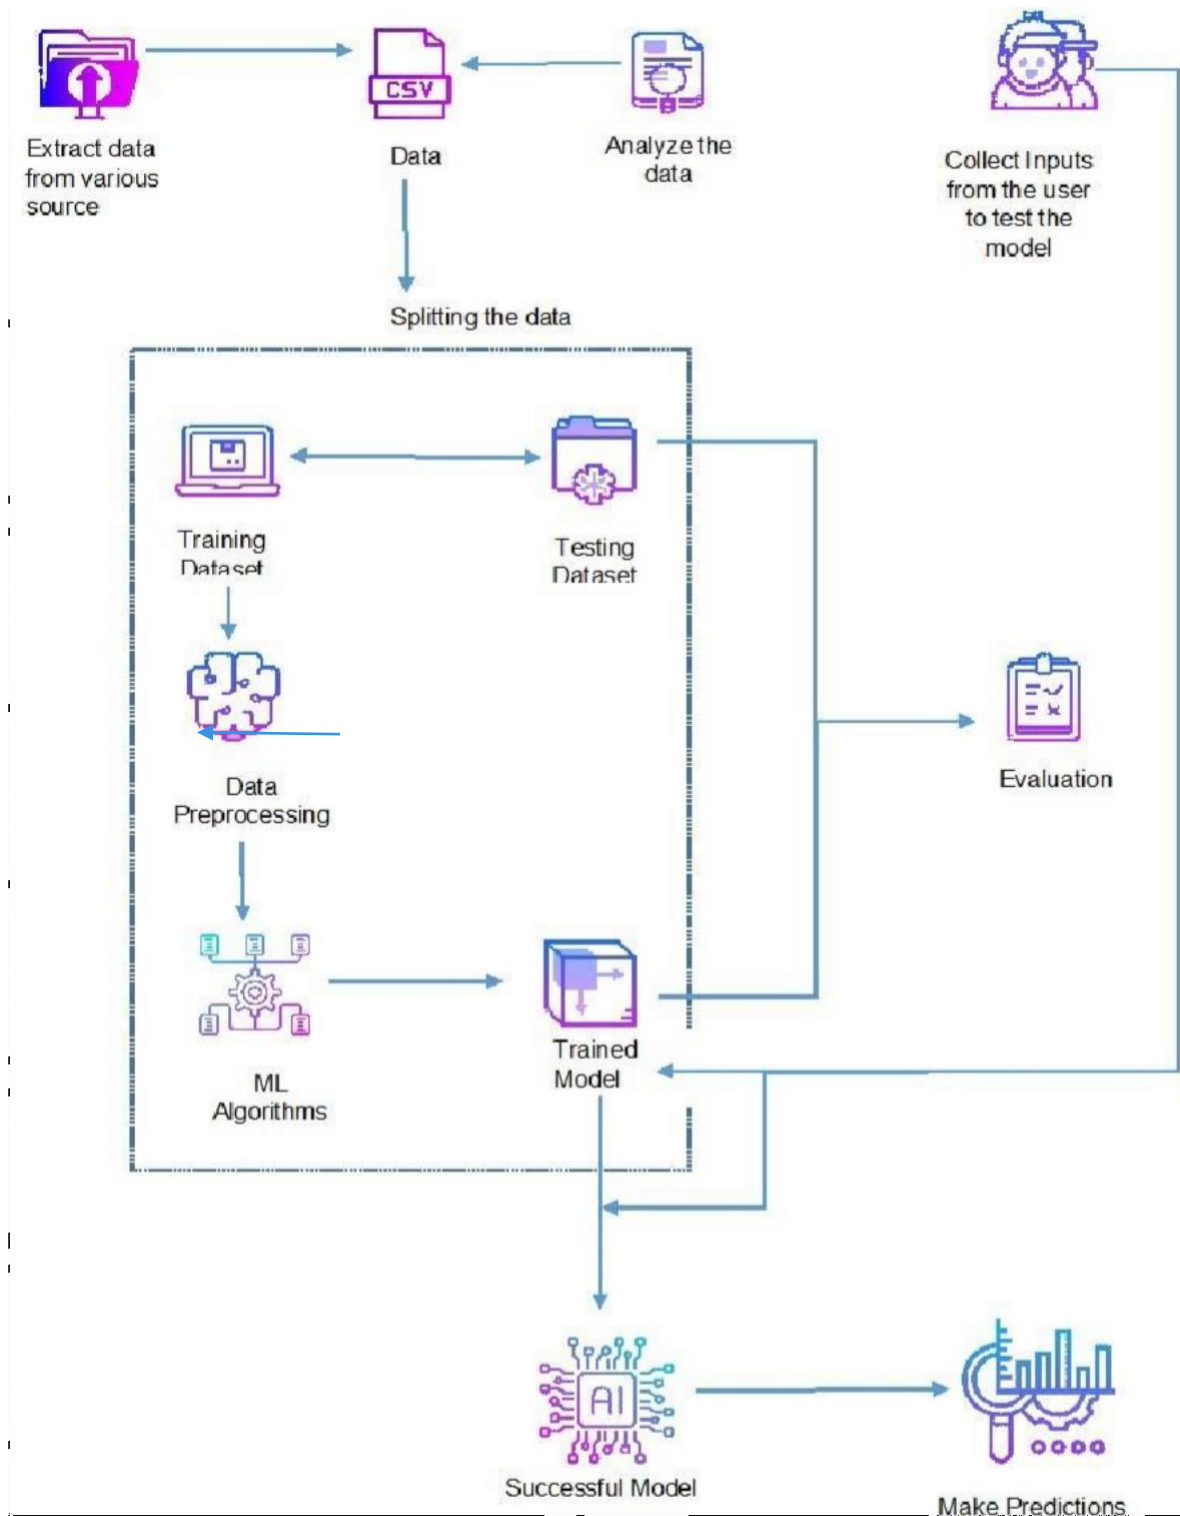 Extract data
from various
source
CSV
Data
Analyze the
data
Collect Inputs
from the user
to test the
model
Splitting the data
Training
Dataset
Testing
Dataset
Data
Preprocessing
Evaluation
ML
Algorithms
Trained
Model
AI
Successful Model
Make Predictions